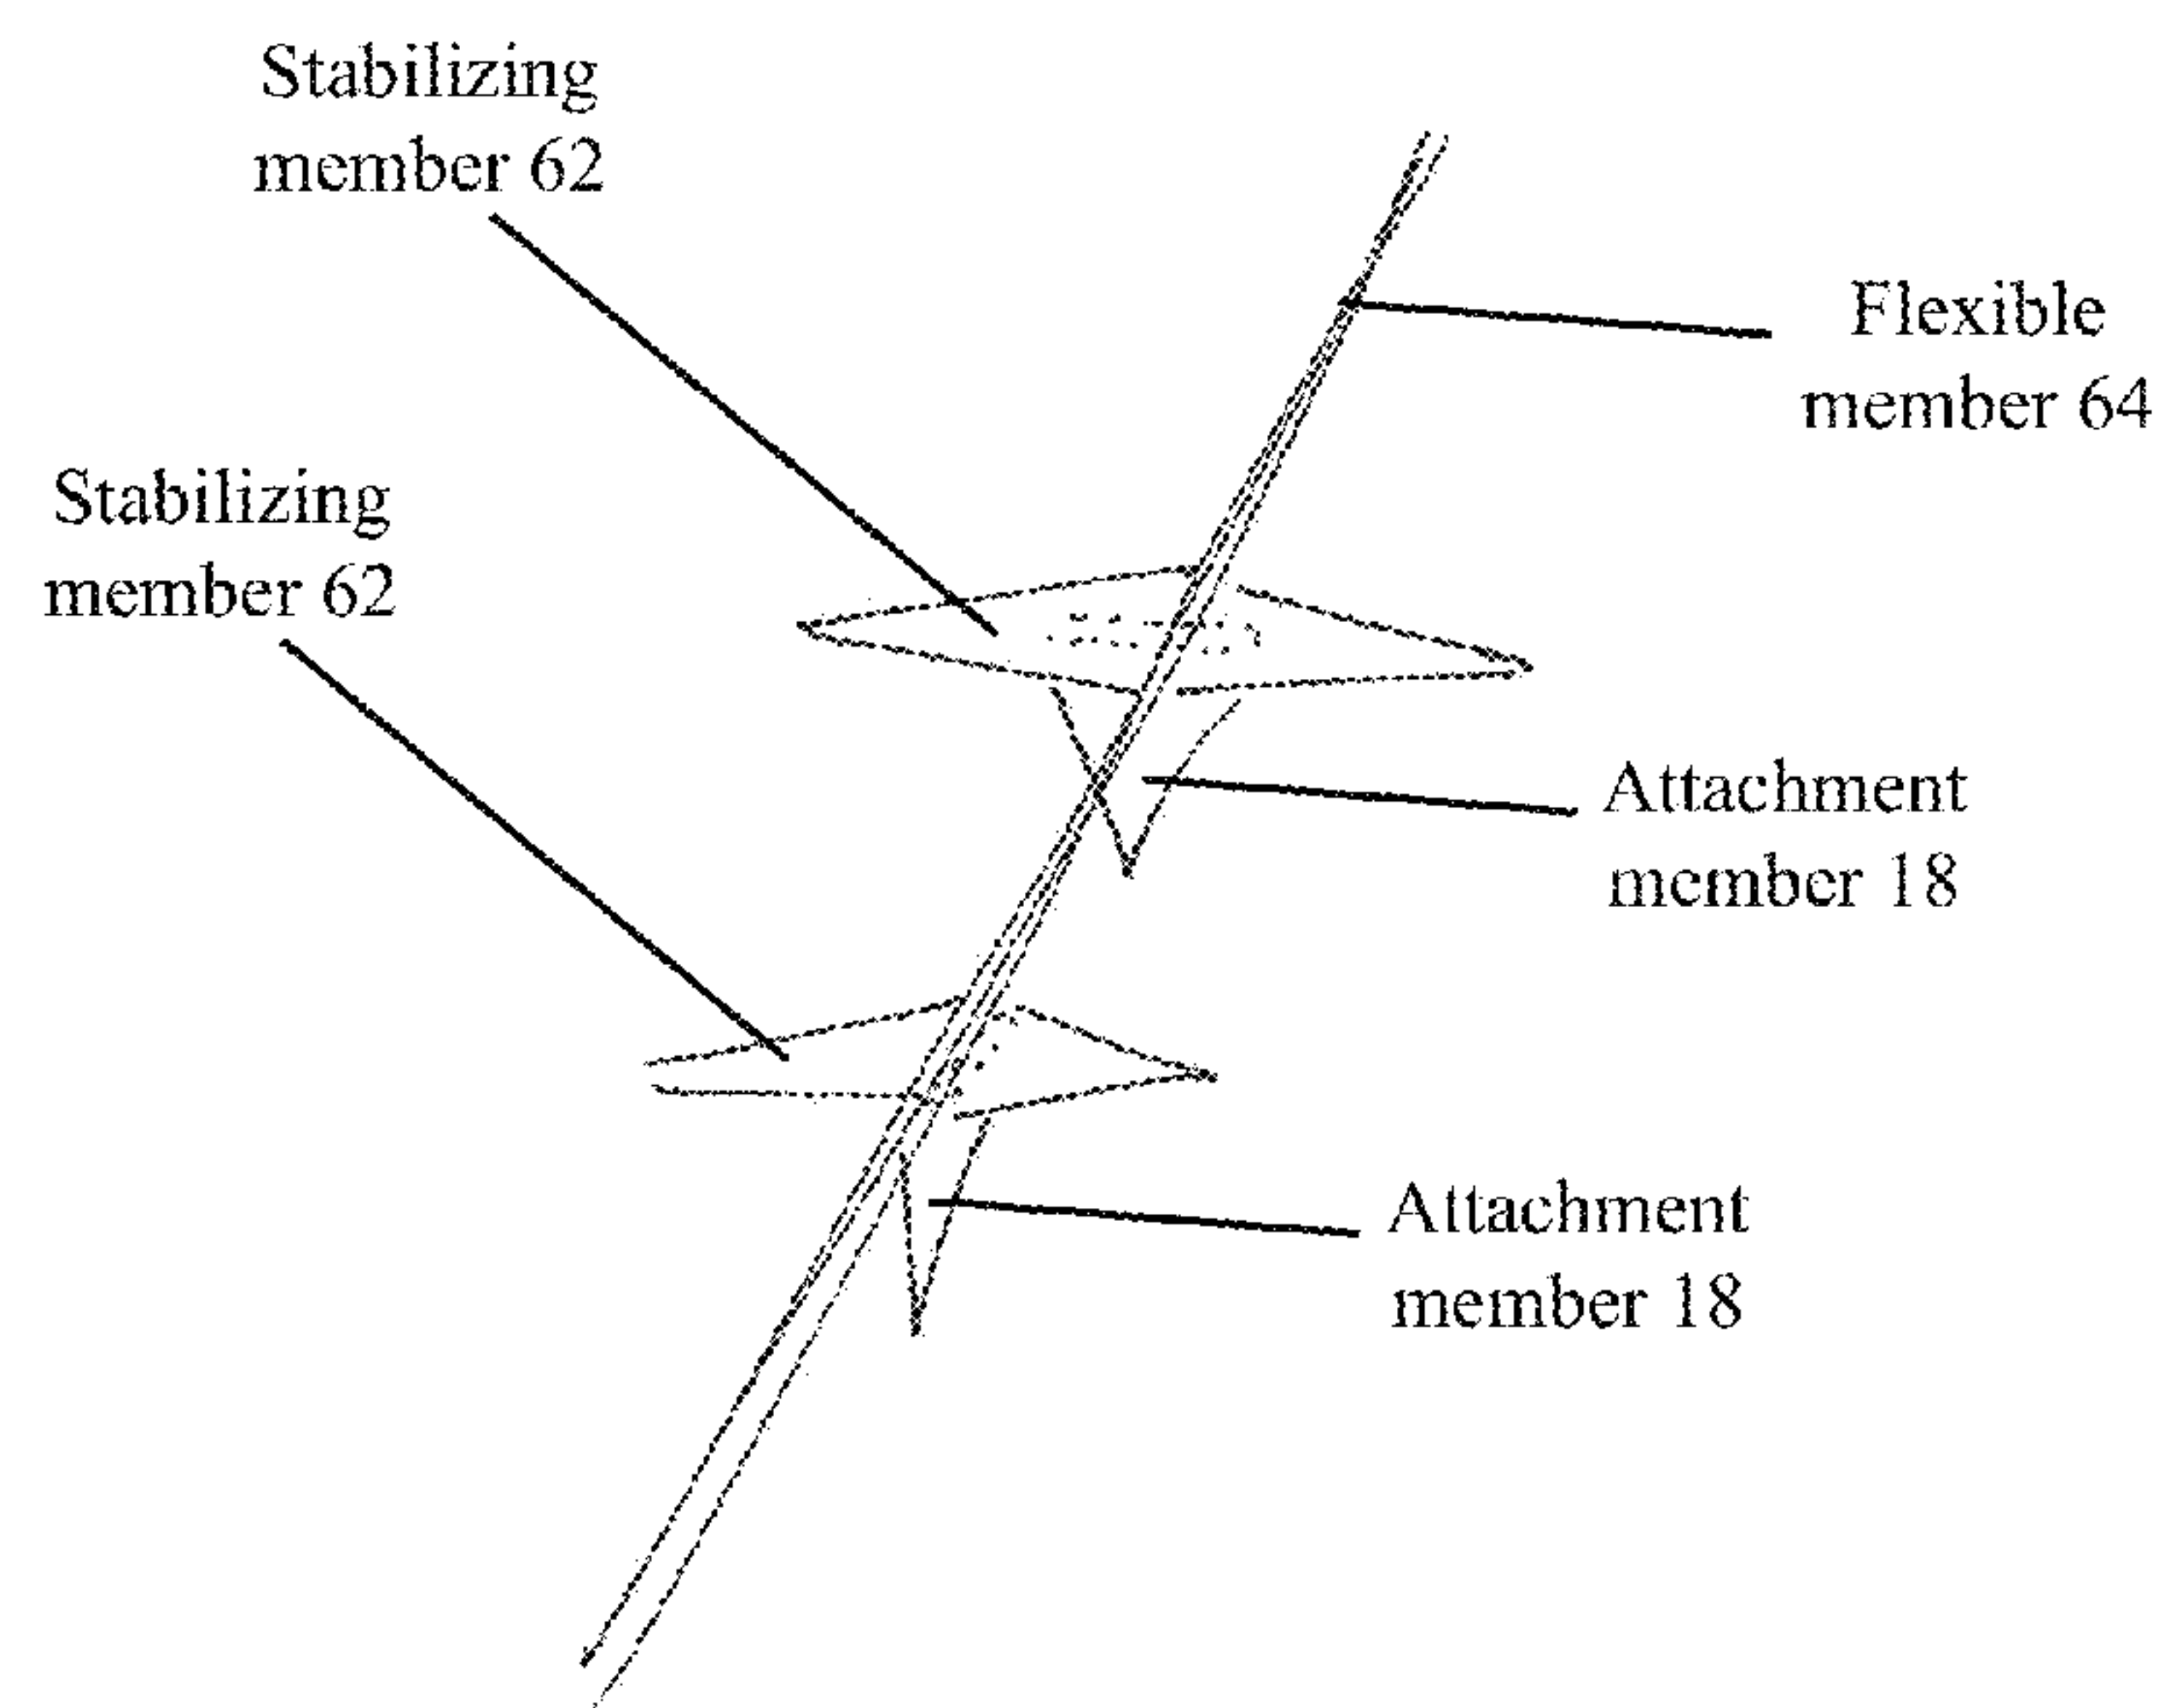 Stabilizing
member 62
Flexible
member 64
Stabilizing
member 62
Attachment
member 18
Attachment
member 18